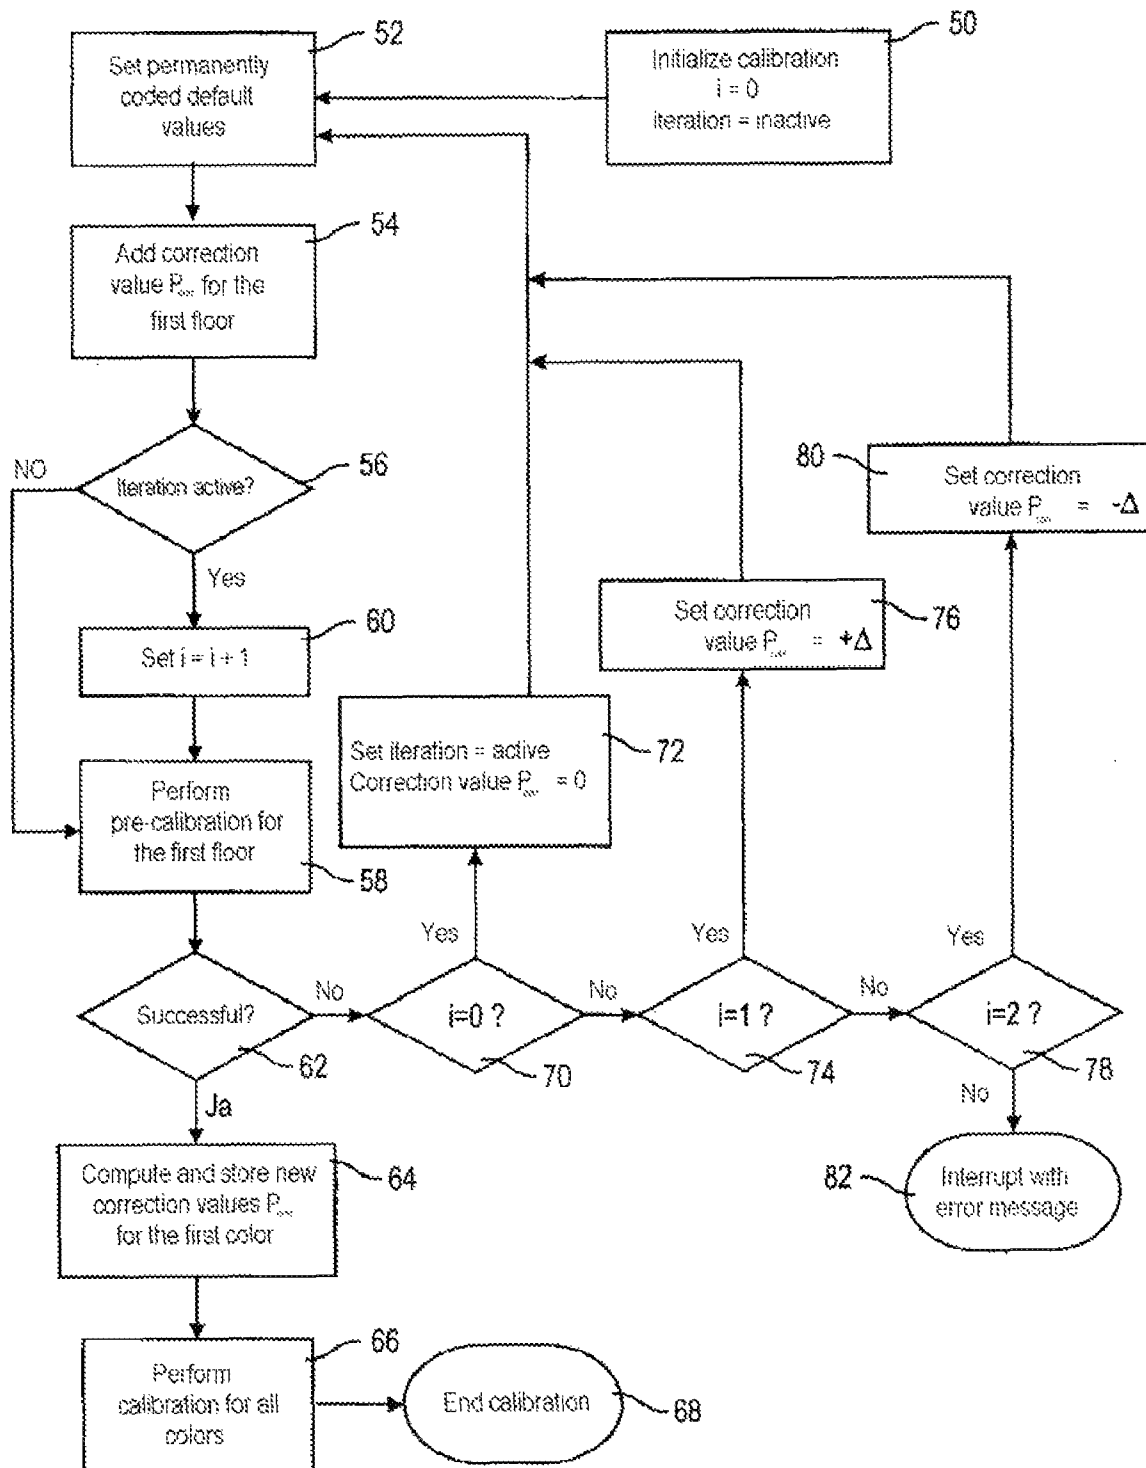 52
Set permanently
coded default
values
50
Initialize calibration
i = 0
iteration = inactive
54
Add correction
value P for the
first floor
NO
56
Iteration active?
Yes
60
Set i = i + 1
80
Set correction
value P = -Δ
76
Set correction
value P = +Δ
72
Set iteration = active
Correction value P = 0
Perform
pre-calibration for
the first floor
58
Yes
Yes
Yes
Successful?
62
No
i=0 ?
70
No
i=1 ?
74
No
i=2 ?
78
Ja
No
Compute and store new
correction values P
for the first color
64
82
Interrupt with
error message
66
Perform
calibration for all
colors
End calibration
68